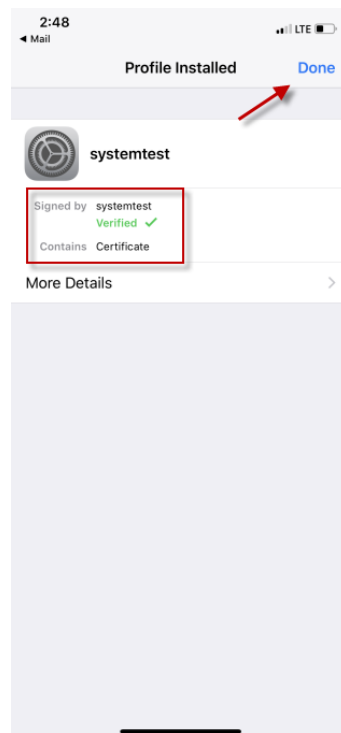 2:48
LTE
Mail
Profile Installed
Done
systemtest
Signed by systemtest
Verified
Contains Certificate
More Details